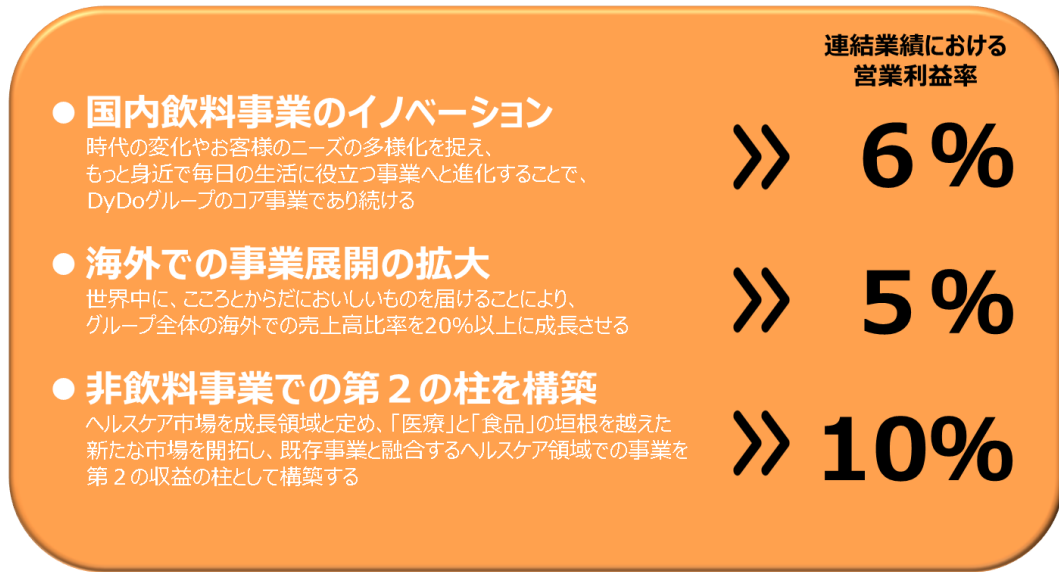 連結業績における
営業利益率
● 国内飲料事業のイノベーション
時代の変化やお客様のニーズの多様化を捉え、
もっと身近で毎日の生活に役立つ事業へと進化することで、
DyDoグループのコア事業であり続ける
» 6%
● 海外での事業展開の拡大
世界中に、こころとからだにおいしいものを届けることにより、
グループ全体の海外での売上高比率を20%以上に成長させる
» 5%
● 非飲料事業での第2の柱を構築
ヘルスケア市場を成長領域と定め、「医療」と「食品」の垣根を越えた
新たな市場を開拓し、既存事業と融合するヘルスケア領域での事業を
第2の収益の柱として構築する
» 10%